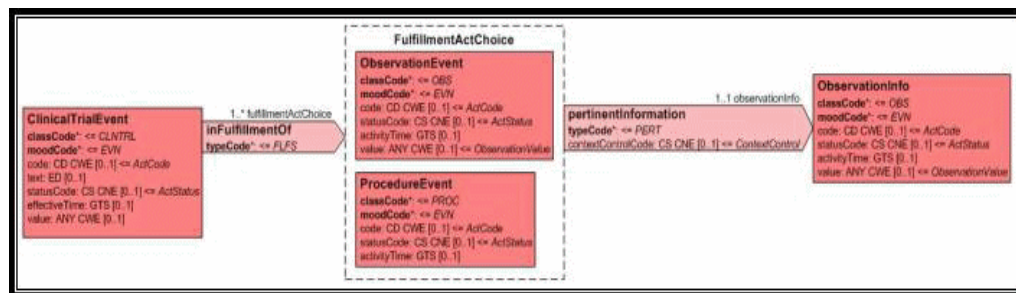 FulfillmentActChoice
ObservationEvent
classCode*: <= OBS
moodCode*: <= EVN
code: CD CWE [0..1] <= ActCode
statusCode: CS CNE [0..1] <= ActStatus
activityTime: GTS [0..1]
value: ANY CWE [0..1] <= ObservationValue
ProcedureEvent
classCode*: <= PROC
moodCode*: <= EVN
code: CD CWE [0..1] <= ActCode
statusCode: CS CNE [0..1] <= ActStatus
activityTime: GTS [0..1]
ClinicalTrialEvent
classCode*: <= CLNTRL
moodCode*: <= EVN
code: CD CWE [0..1] <= ActCode
text: ED [0..1]
statusCode: CS CNE [0..1] <= ActStatus
effectiveTime: GTS [0..1]
value: ANY CWE [0..1]
1..* fulfillmentActChoice
inFulfillmentOf
typeCode*: <= FLFS
1..1 observationInfo
pertinentInformation
typeCode*: <= PERT
contextControlCode: CS CNE [0..1] <= ContextControl
ObservationInfo
classCode*: <= OBS
moodCode*: <= EVN
code: CD CWE [0..1] <= ActCode
statusCode: CS CNE [0..1] <= ActStatus
activityTime: GTS [0..1]
value: ANY CWE [0..1] <= ObservationValue